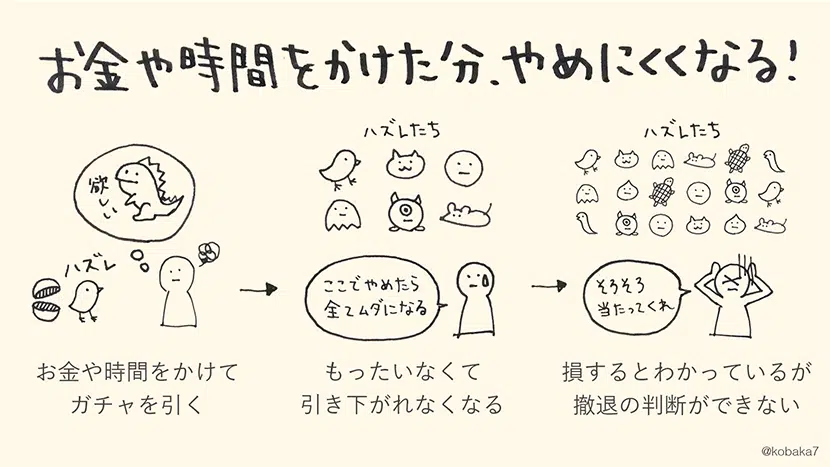 お金や時間をかけた分、やめにくくなる!
欲しい
ハズレ
お金や時間をかけて
ガチャを引く
ハズレたち
ここでやめたら
全てムダになる
もったいなくて
引き下がれなくなる
ハズレたち
そろそろ
当たってくれ
損するとわかっているが
撤退の判断ができない
@kobaka7